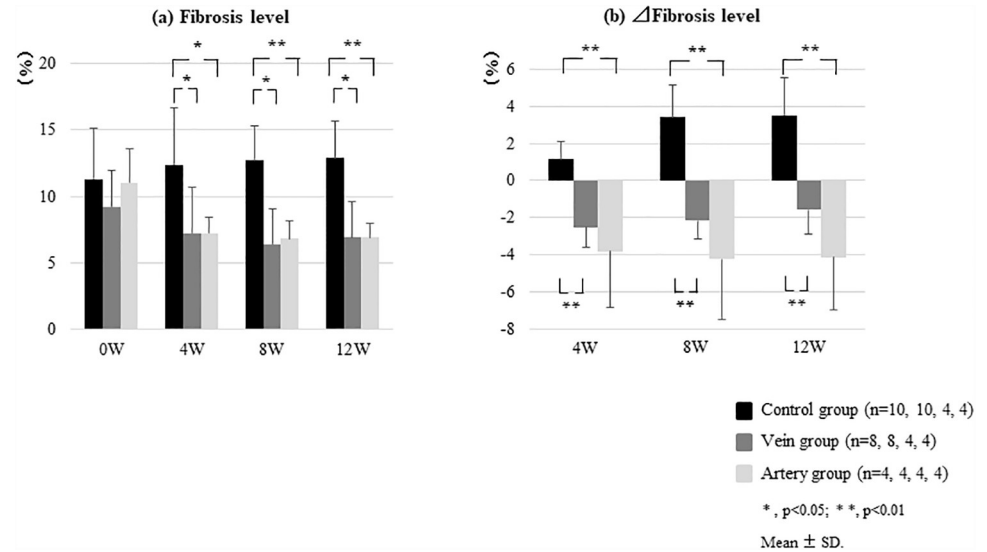 (a) Fibrosis level
(%)
20
15
10
5
0
* ** **
* * *
0W 4W 8W 12W
(b) ⊿Fibrosis level
(%)
6
4
2
0
-2
-4
-6
-8
** ** **
** ** **
4W 8W 12W
Control group (n=10, 10, 4, 4)
Vein group (n=8, 8, 4, 4)
Artery group (n=4, 4, 4, 4)
* , p<0.05; * *, p<0.01
Mean ± SD.